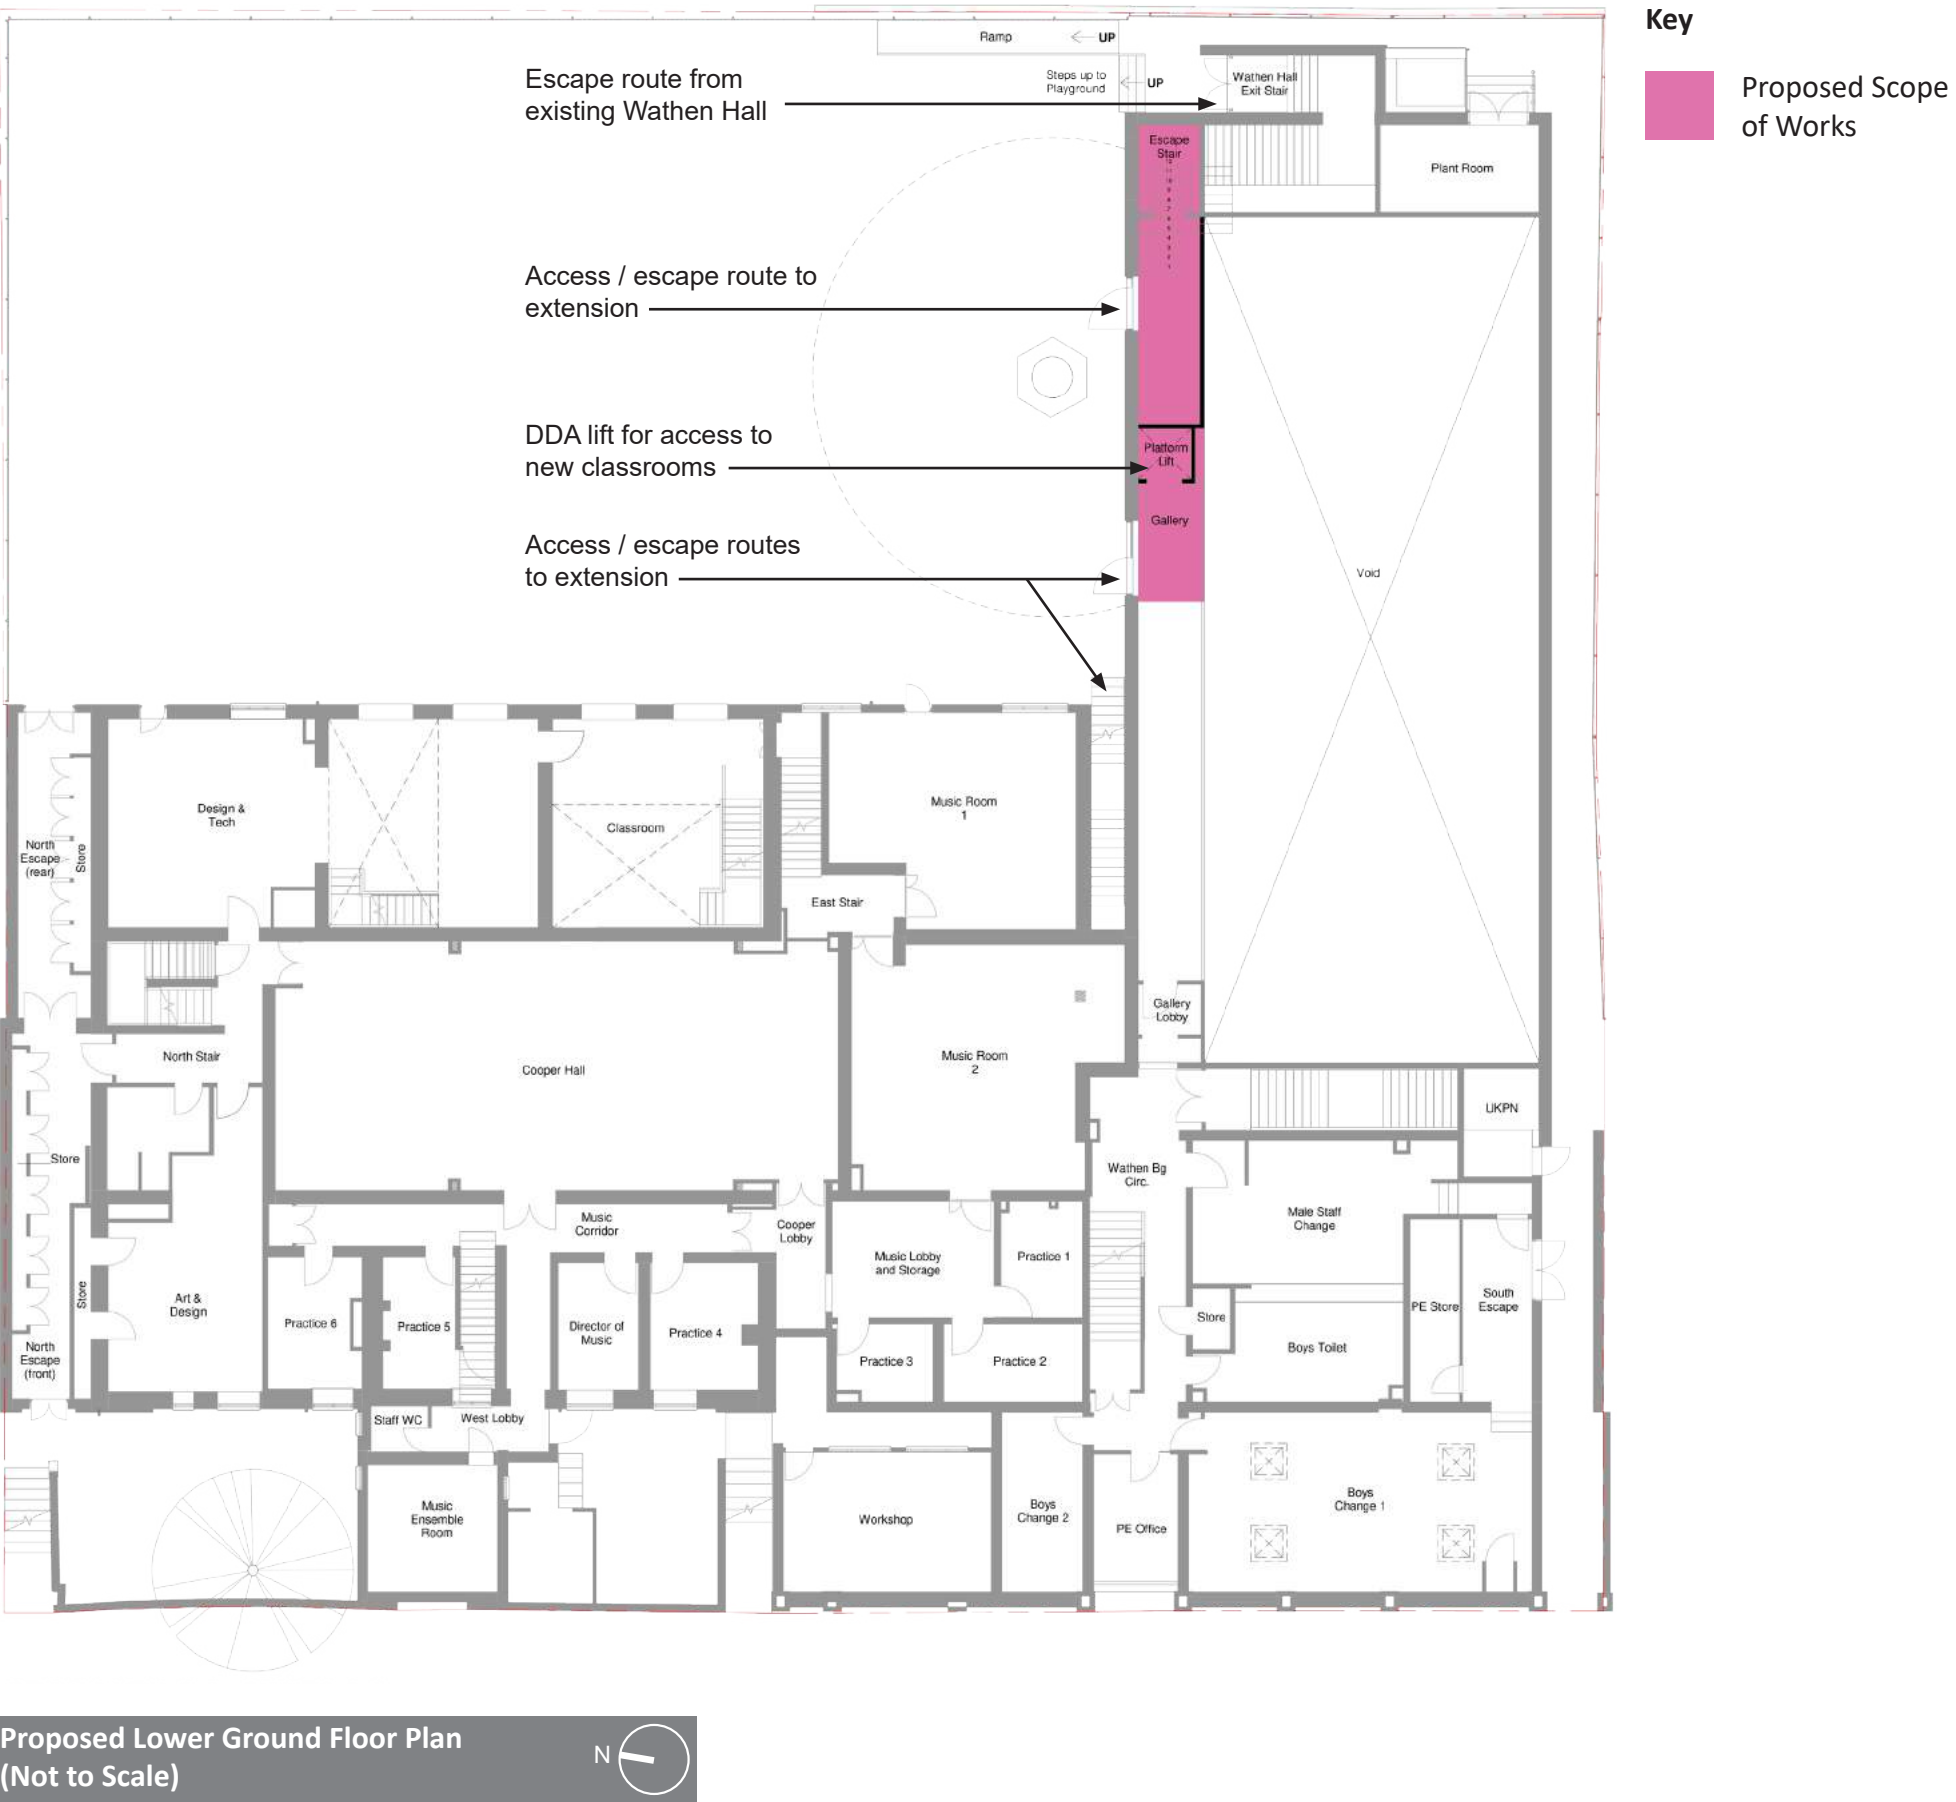 Key
Proposed Scope
of Works
Ramp
UP
Steps up to
Playground
UP
Wathen Hall
Exit Stair
Escape route from
existing Wathen Hall
Escape
Stair
Plant Room
Access / escape route to
extension
DDA lift for access to
new classrooms
Platform
Lift
Gallery
Access / escape routes
to extension
Void
Design &
Tech
Classroom
Music Room
1
North
Escape
(rear)
Store
East Stair
Gallery
Lobby
North Stair
Cooper Hall
Music Room
2
UKPN
Store
Wathen Bg
Circ.
Male Staff
Change
Music
Corridor
Cooper
Lobby
Music Lobby
and Storage
Practice 1
Store
Art &
Design
Practice 6
Practice 5
Director of
Music
Practice 4
Practice 3
Practice 2
Store
Boys Toilet
PE Store
South
Escape
North
Escape
(front)
Staff WC
West Lobby
Music
Ensemble
Room
Workshop
Boys
Change 2
PE Office
Boys
Change 1
Proposed Lower Ground Floor Plan
(Not to Scale)
N